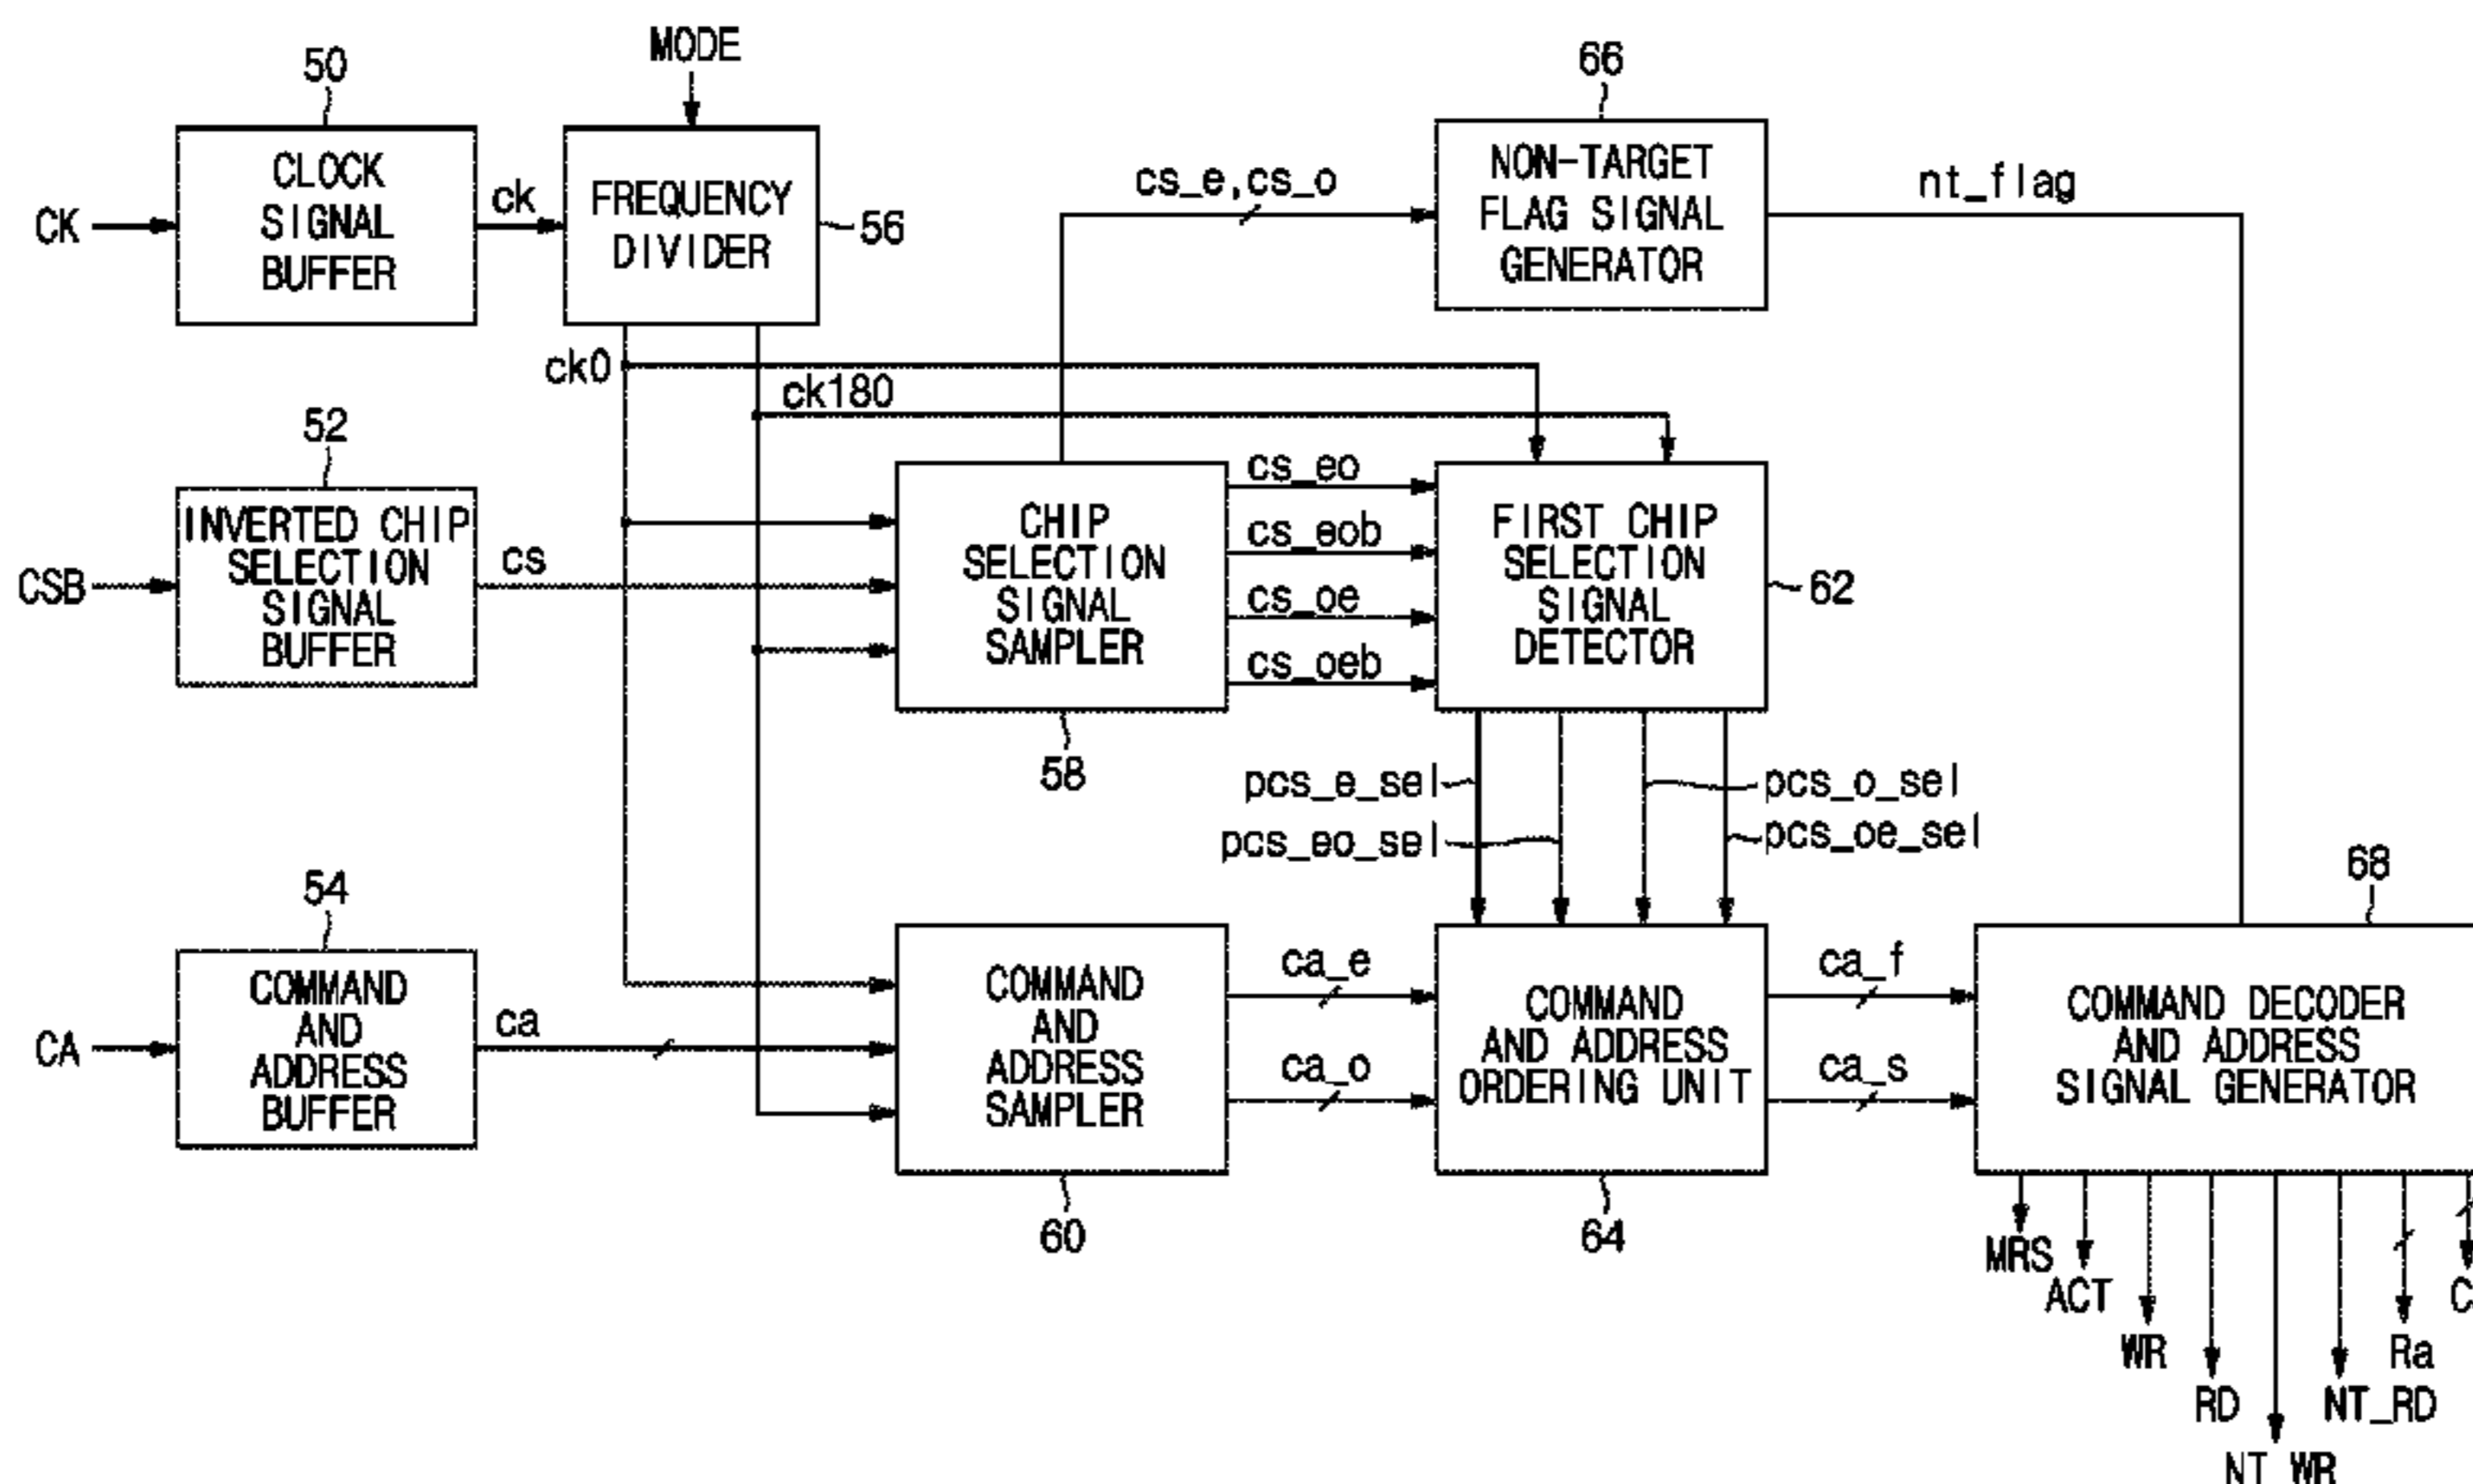 MODE
50
66
CLOCK
SIGNAL
BUFFER
CK
ck
FREQUENCY
DIVIDER
56
cs_e,cs_o
NON-TARGET
FLAG SIGNAL
GENERATOR
nt_flag
ck0
ck180
52
INVERTED CHIP
SELECTION
SIGNAL
BUFFER
CSB
cs
CHIP
SELECTION
SIGNAL
SAMPLER
58
cs_eo
cs_eob
cs_oe
cs_oeb
FIRST CHIP
SELECTION
SIGNAL
DETECTOR
62
pcs_e_sel
pcs_eo_sel
pcs_o_sel
pcs_oe_sel
54
COMMAND
AND
ADDRESS
BUFFER
CA
ca
COMMAND
AND
ADDRESS
SAMPLER
60
ca_e
ca_o
COMMAND
AND ADDRESS
ORDERING UNIT
64
ca_f
ca_s
68
COMMAND DECODER
AND ADDRESS
SIGNAL GENERATOR
MRS
ACT
WR
RD
NT_WR
NT_RD
Ra